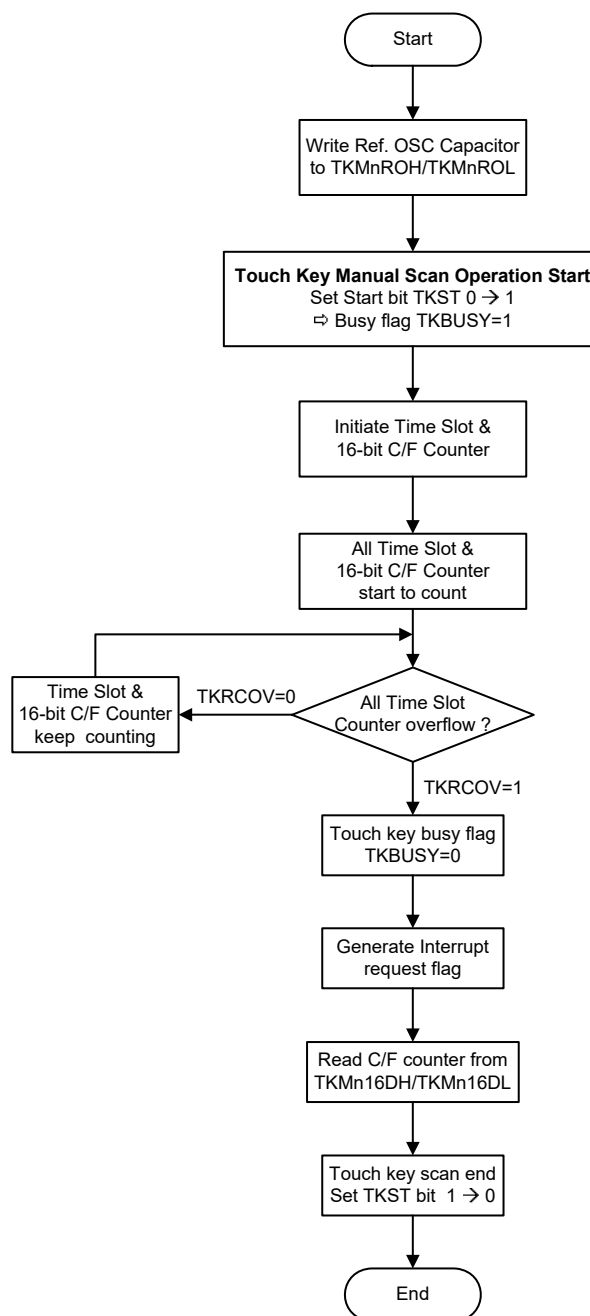 Start
Write Ref. OSC Capacitor
to TKMnROH/TKMnROL
Touch Key Manual Scan Operation Start
Set Start bit TKST 0 → 1
⇨ Busy flag TKBUSY=1
Initiate Time Slot &
16-bit C/F Counter
All Time Slot &
16-bit C/F Counter
start to count
Time Slot &
16-bit C/F Counter
keep counting
TKRCOV=0
All Time Slot
Counter overflow ?
TKRCOV=1
Touch key busy flag
TKBUSY=0
Generate Interrupt
request flag
Read C/F counter from
TKMn16DH/TKMn16DL
Touch key scan end
Set TKST bit 1 → 0
End